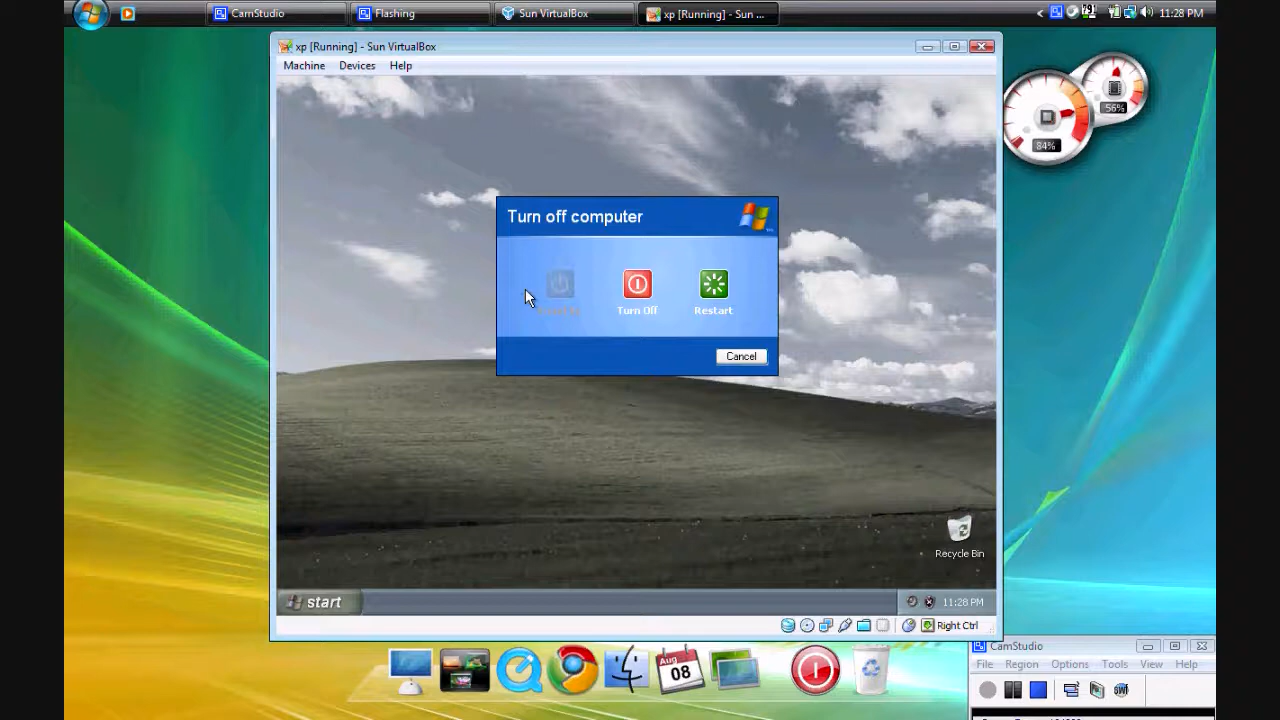 CamStudio
Flashing
Sun VirtualBox
xp [Running] - Sun ...
< 79
11:28 PM
xp [Running] - Sun VirtualBox
Machine Devices Help
56%
84%
Turn off computer
Turn Off
Restart
Cancel
Recycle Bin
start
11:28 PM
Right Ctrl
Aug
08
CamStudio
File Region Options Tools View Help